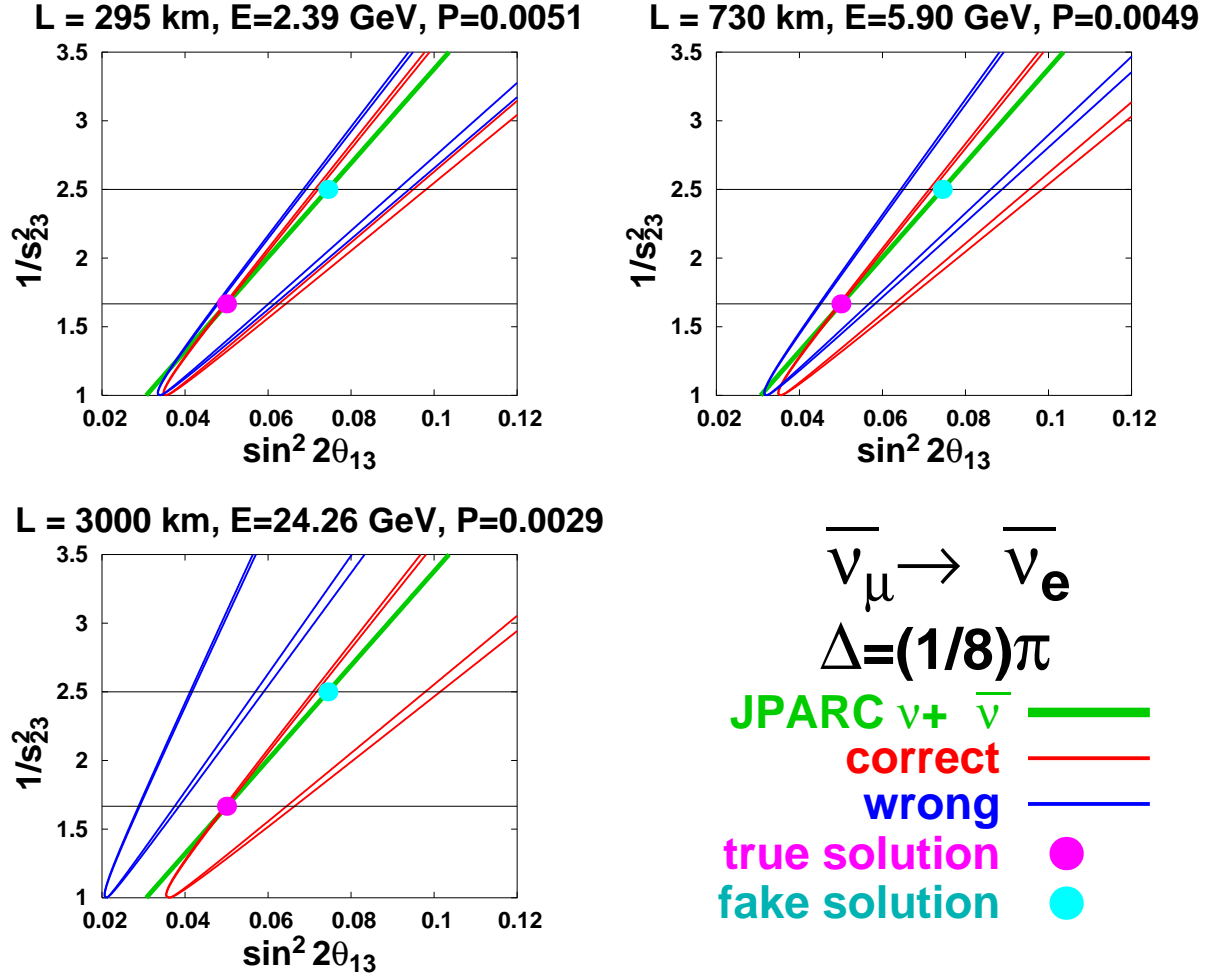 L = 295 km, E=2.39 GeV, P=0.0051
3.5
3
2.5
2
1.5
1
1/s²₂₃
0.02 0.04 0.06 0.08 0.1 0.12
sin² 2θ₁₃
L = 730 km, E=5.90 GeV, P=0.0049
3.5
3
2.5
2
1.5
1
1/s²₂₃
0.02 0.04 0.06 0.08 0.1 0.12
sin² 2θ₁₃
L = 3000 km, E=24.26 GeV, P=0.0029
3.5
3
2.5
2
1.5
1
1/s²₂₃
0.02 0.04 0.06 0.08 0.1 0.12
sin² 2θ₁₃
ν̅_μ → ν̅_e
Δ=(1/8)π
JPARC ν+ ν̅
correct
wrong
true solution
fake solution